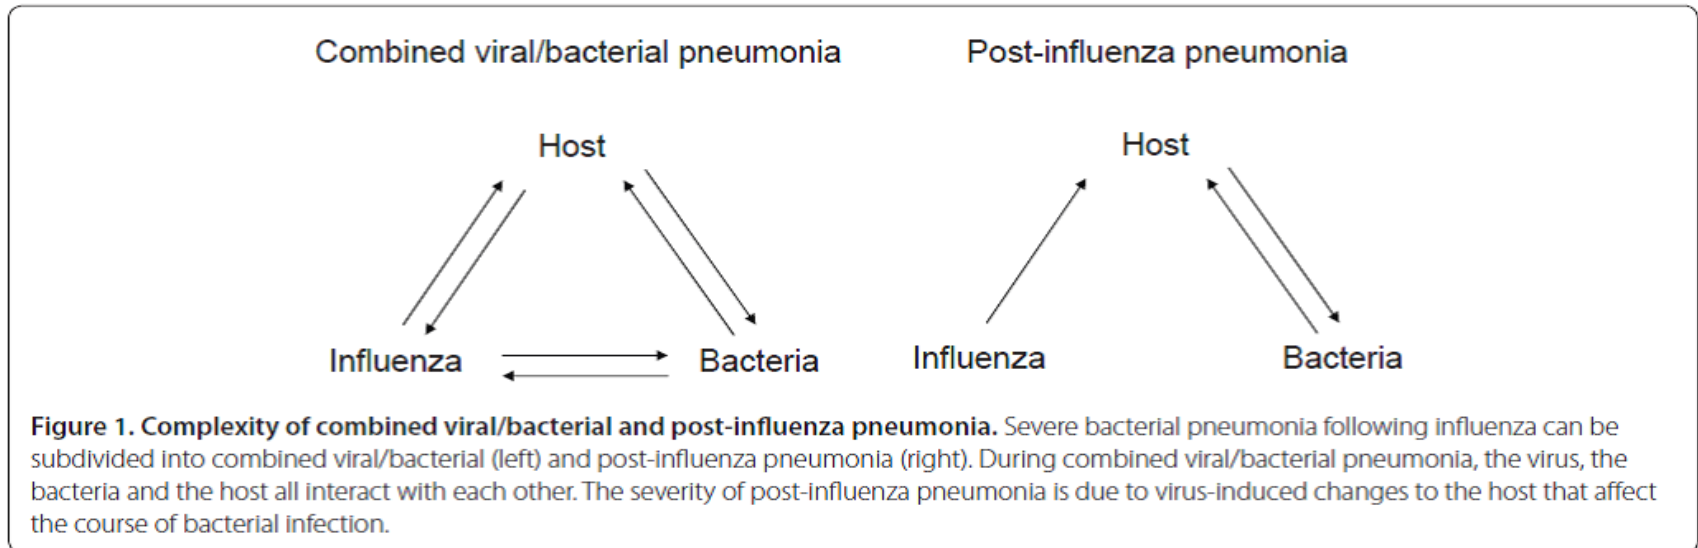 Combined viral/bacterial pneumonia
Host
Influenza
Bacteria
Post-influenza pneumonia
Host
Influenza
Bacteria
Figure 1. Complexity of combined viral/bacterial and post-influenza pneumonia. Severe bacterial pneumonia following influenza can be
subdivided into combined viral/bacterial (left) and post-influenza pneumonia (right). During combined viral/bacterial pneumonia, the virus, the
bacteria and the host all interact with each other. The severity of post-influenza pneumonia is due to virus-induced changes to the host that affect
the course of bacterial infection.